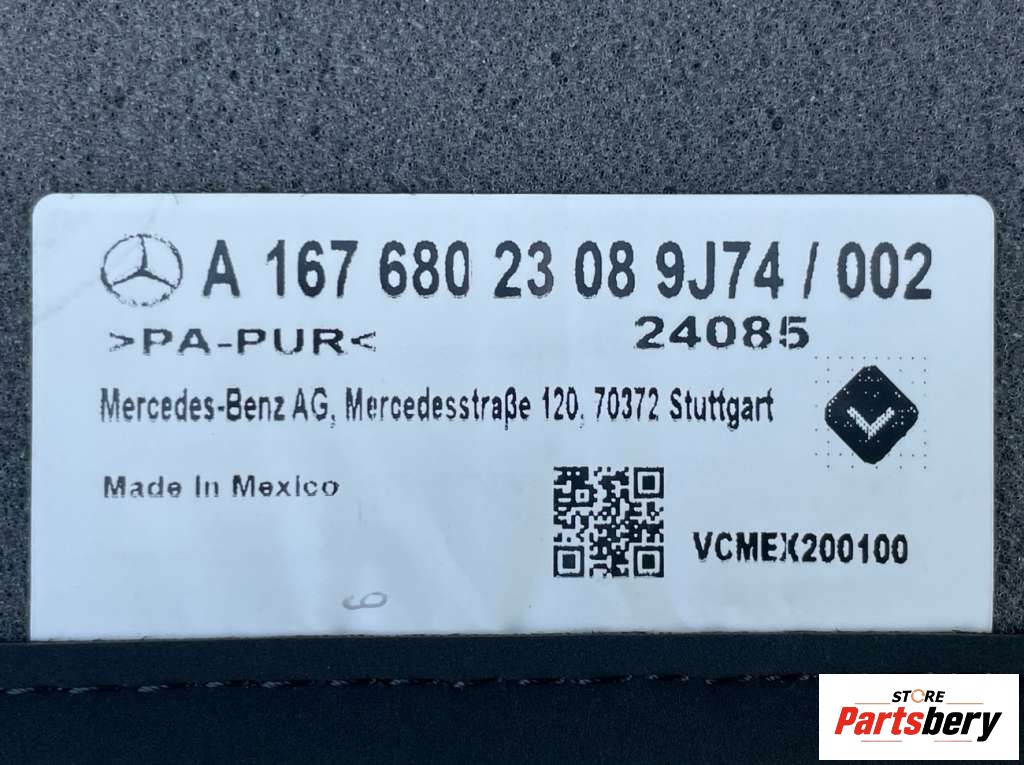 A 167 680 23 08 9J74 / 002
>PA-PUR<
24085
Mercedes-Benz AG, Mercedesstraße 120, 70372 Stuttgart
Made In Mexico
VCMEX200100
6
STORE
Partsbery